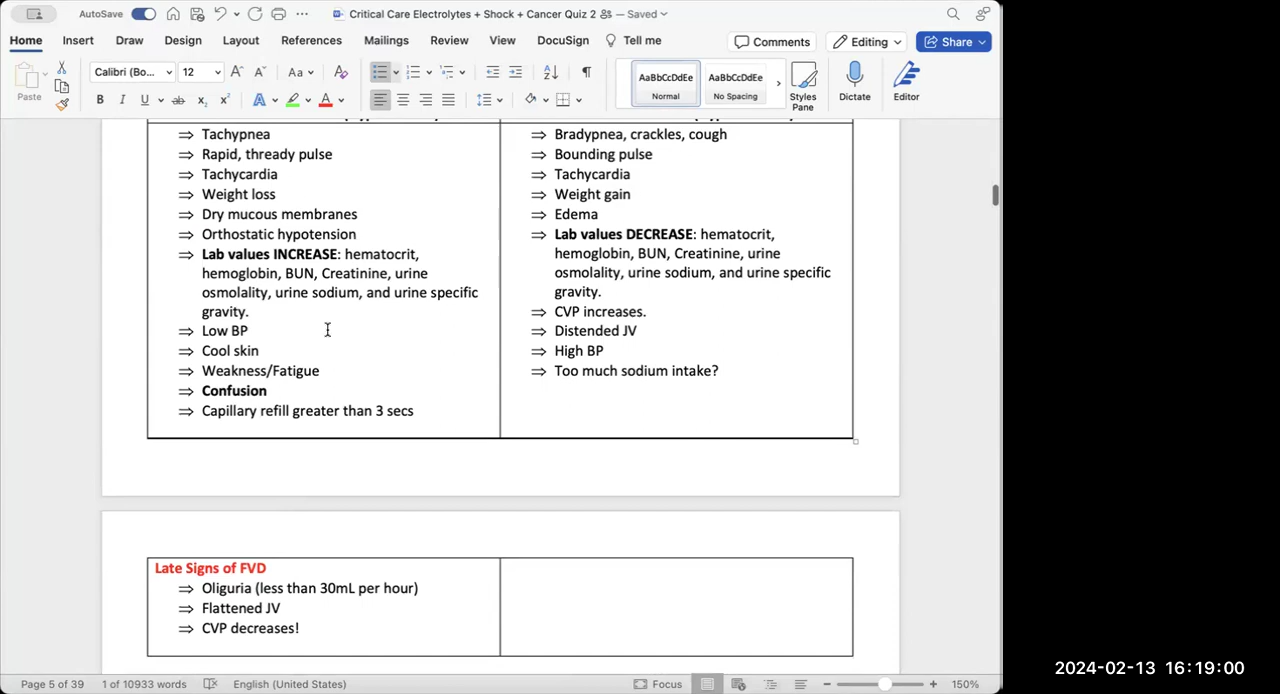 AutoSave
Critical Care Electrolytes + Shock + Cancer Quiz 2
— Saved
Home Insert Draw Design Layout References Mailings Review View DocuSign Tell me
Comments Editing Share
Paste
Calibri (Bo... 12
AaBbCcDdEe
Normal
AaBbCcDdEe
No Spacing
Styles
Pane
Dictate
Editor
⇒ Tachypnea
⇒ Rapid, thready pulse
⇒ Tachycardia
⇒ Weight loss
⇒ Dry mucous membranes
⇒ Orthostatic hypotension
⇒ Lab values INCREASE: hematocrit,
hemoglobin, BUN, Creatinine, urine
osmolality, urine sodium, and urine specific
gravity.
⇒ Low BP
⇒ Cool skin
⇒ Weakness/Fatigue
⇒ Confusion
⇒ Capillary refill greater than 3 secs
⇒ Bradypnea, crackles, cough
⇒ Bounding pulse
⇒ Tachycardia
⇒ Weight gain
⇒ Edema
⇒ Lab values DECREASE: hematocrit,
hemoglobin, BUN, Creatinine, urine
osmolality, urine sodium, and urine specific
gravity.
⇒ CVP increases.
⇒ Distended JV
⇒ High BP
⇒ Too much sodium intake?
Late Signs of FVD
⇒ Oliguria (less than 30mL per hour)
⇒ Flattened JV
⇒ CVP decreases!
Page 5 of 39 1 of 10933 words English (United States) Focus 150%
2024-02-13 16:19:00